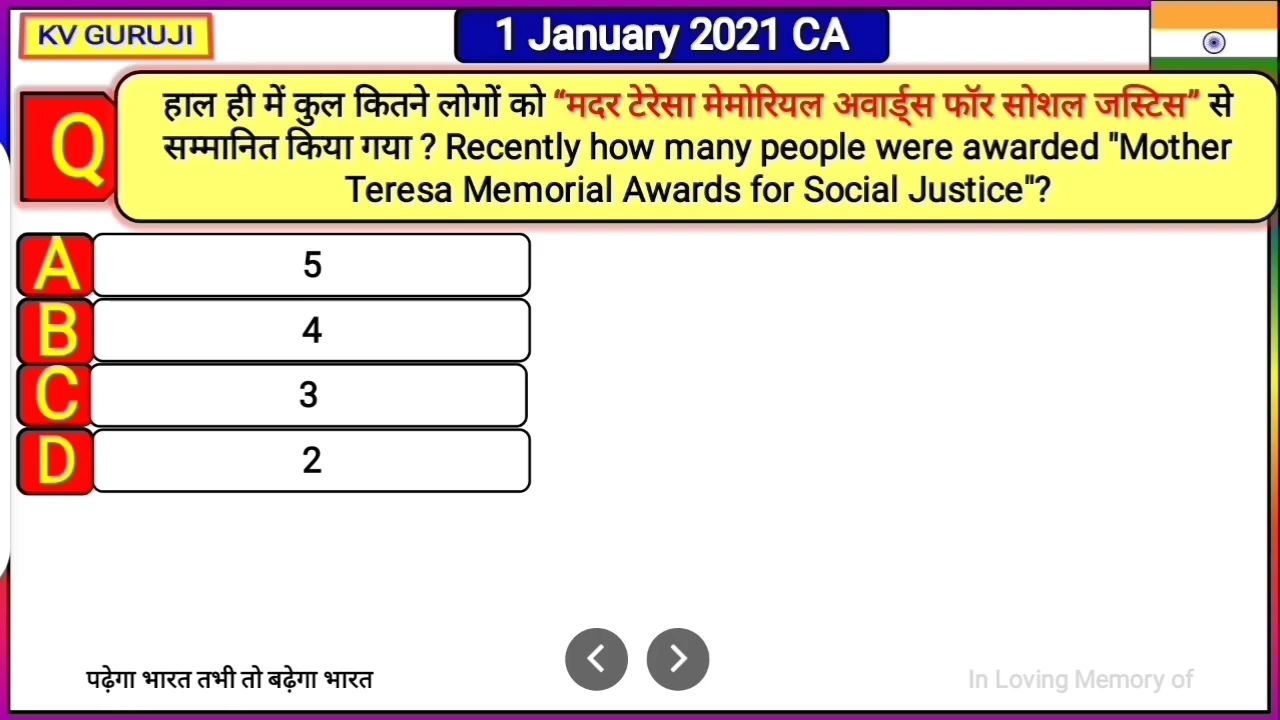 KV GURUJI
1 January 2021 CA
Q
हाल ही में कुल कितने लोगों को “मदर टेरेसा मेमोरियल अवार्ड्स फॉर सोशल जस्टिस” से
सम्मानित किया गया ? Recently how many people were awarded "Mother
Teresa Memorial Awards for Social Justice"?
A 5
B 4
C 3
D 2
पढ़ेगा भारत तभी तो बढ़ेगा भारत
In Loving Memory of